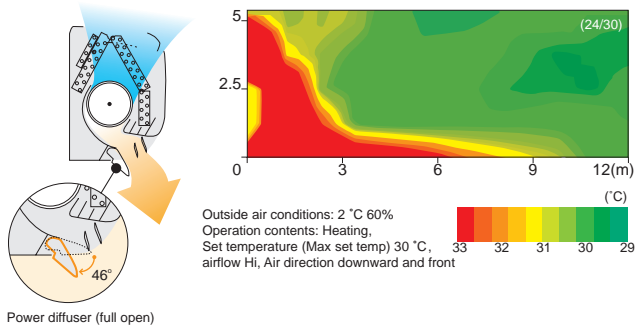 5
(24/30)
2.5
0
3
6
9
12(m)
46°
Power diffuser (full open)
Outside air conditions: 2 ˚C 60%
Operation contents: Heating,
Set temperature (Max set temp) 30 ˚C,
airflow Hi, Air direction downward and front
(˚C)
33 32 31 30 29